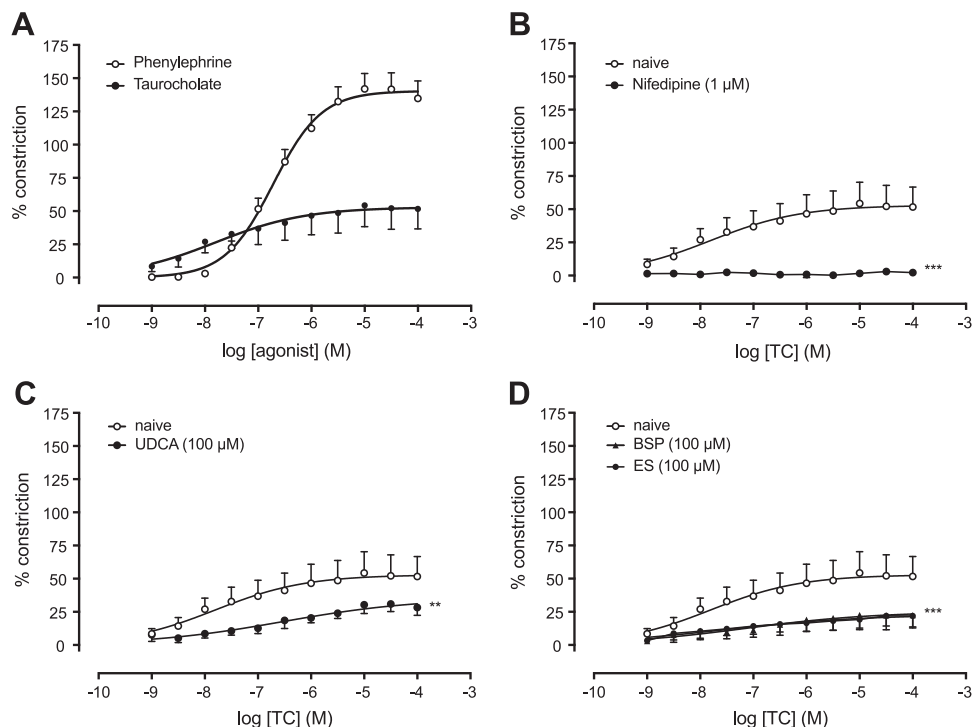 A
Phenylephrine
Taurocholate
% constriction
175
150
125
100
75
50
25
0
-10 -9 -8 -7 -6 -5 -4 -3
log [agonist] (M)
B
naive
Nifedipine (1 µM)
% constriction
175
150
125
100
75
50
25
0
***
-10 -9 -8 -7 -6 -5 -4 -3
log [TC] (M)
C
naive
UDCA (100 µM)
% constriction
175
150
125
100
75
50
25
0
**
-10 -9 -8 -7 -6 -5 -4 -3
log [TC] (M)
D
naive
BSP (100 µM)
ES (100 µM)
% constriction
175
150
125
100
75
50
25
0
***
-10 -9 -8 -7 -6 -5 -4 -3
log [TC] (M)